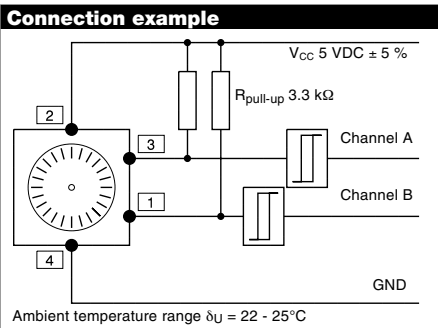 Connection example
V_CC 5 VDC ± 5 %
R_pull-up 3.3 kΩ
2
3
Channel A
1
Channel B
4
GND
Ambient temperature range δ_U = 22 - 25°C